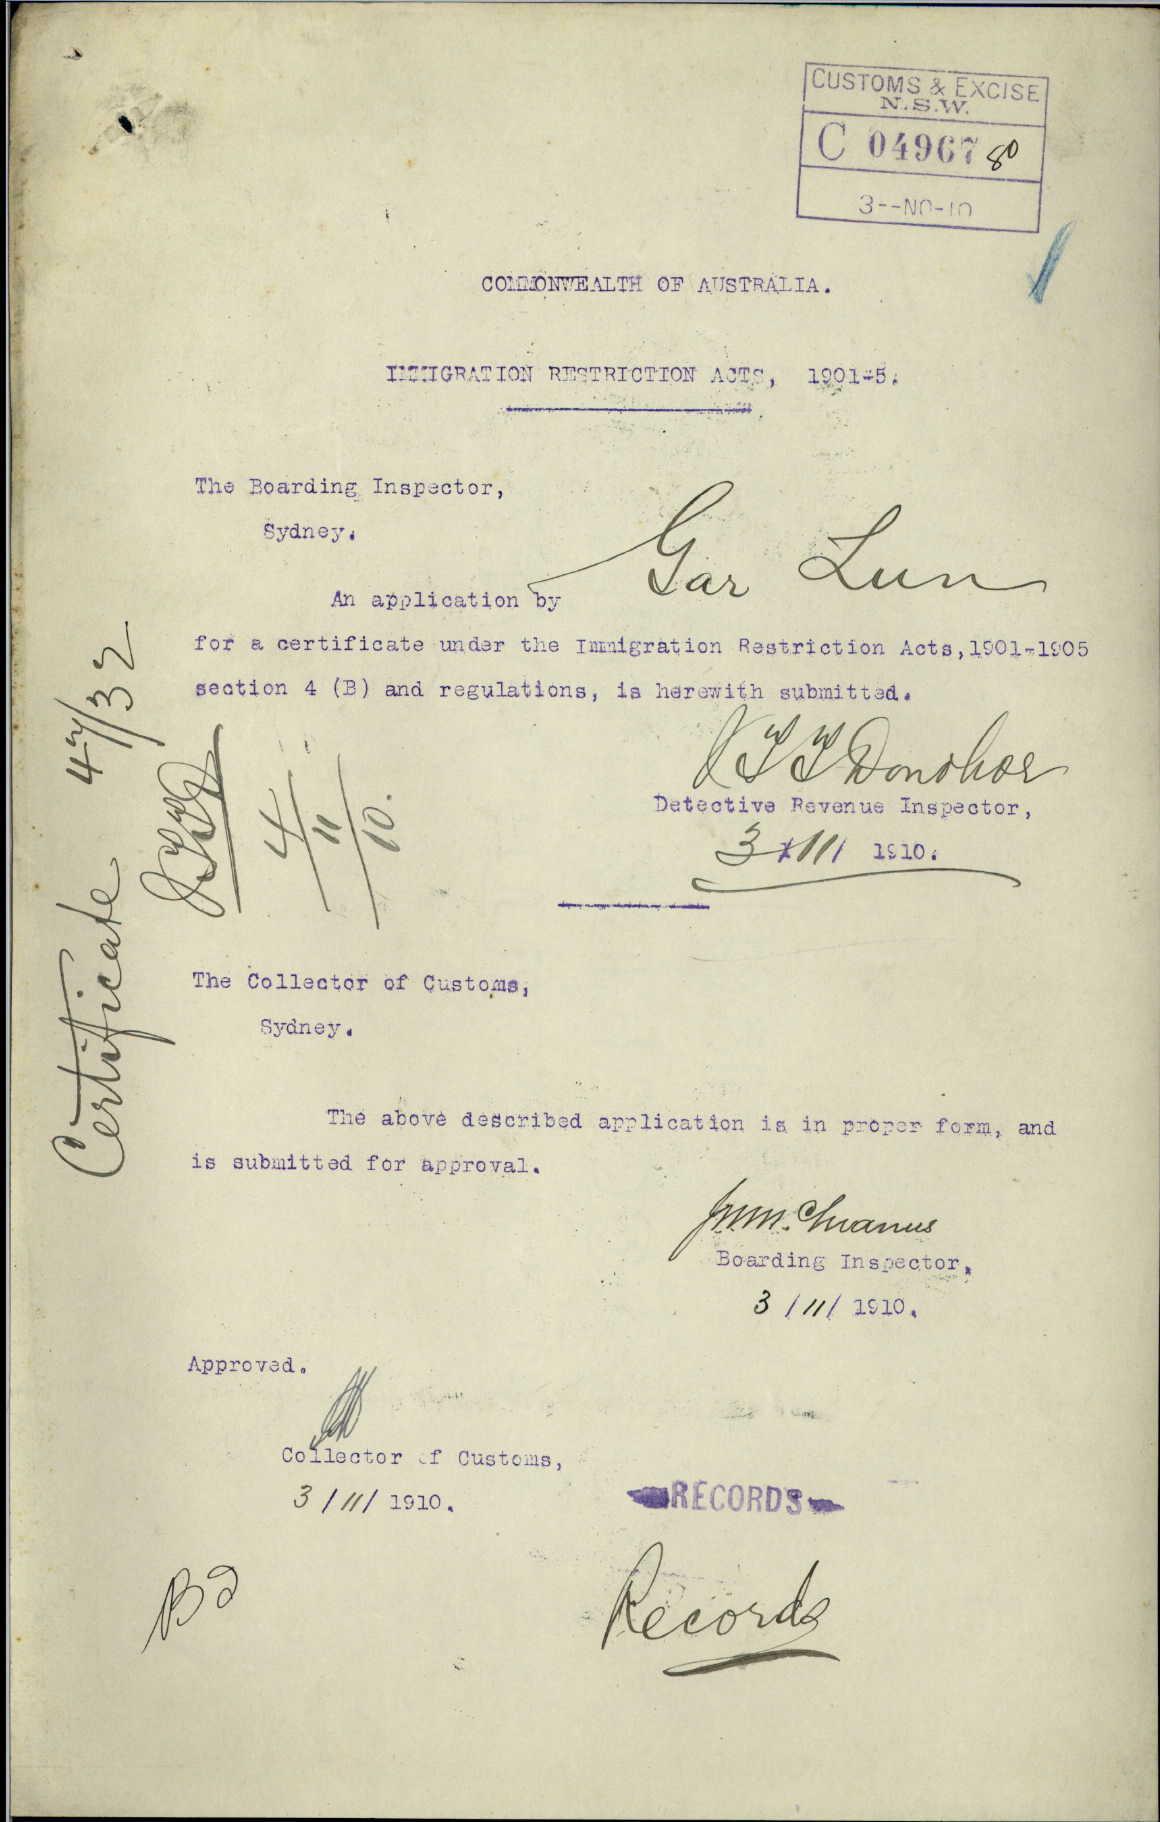 CUSTOMS & EXCISE
N.S.W.
C 04967 80
3--NO-10
COMMONWEALTH OF AUSTRALIA.
IMMIGRATION RESTRICTION ACTS, 1901-5.
The Boarding Inspector,
Sydney.
An application by Gar Lun
for a certificate under the Immigration Restriction Acts, 1901-1905
section 4 (B) and regulations, is herewith submitted.
Donohoe
Detective Revenue Inspector,
3/11/ 1910.
Certificate
4/11/10.
The Collector of Customs,
Sydney.
The above described application is in proper form, and
is submitted for approval.
Boarding Inspector,
3/11/ 1910.
Approved.
Collector of Customs,
3/11/ 1910.
RECORDS
Records